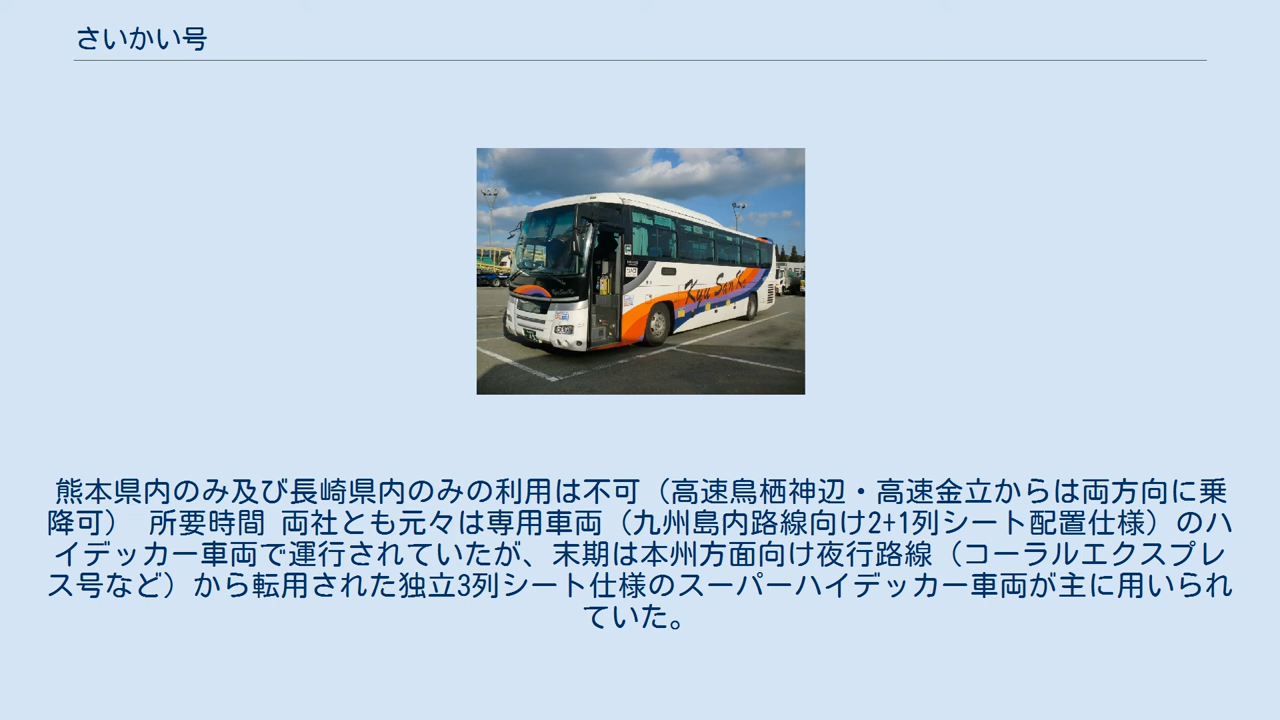 さいかい号
Kyu SanKo
熊本県内のみ及び長崎県内のみの利用は不可（高速鳥栖神辺・高速金立からは両方向に乗
降可） 所要時間 両社とも元々は専用車両（九州島内路線向け2+1列シート配置仕様）のハ
イデッカー車両で運行されていたが、末期は本州方面向け夜行路線（コーラルエクスプレ
ス号など）から転用された独立3列シート仕様のスーパーハイデッカー車両が主に用いられ
ていた。